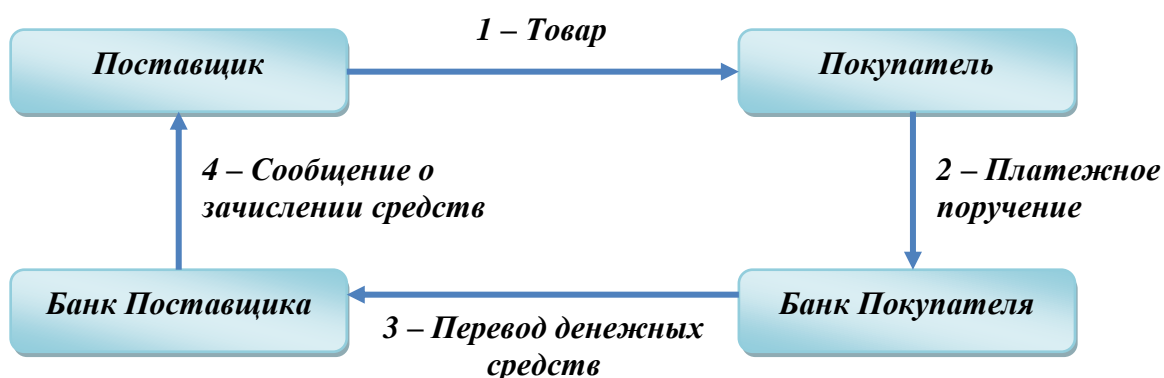 1 – Товар
Поставщик
Покупатель
4 – Сообщение о
зачислении средств
2 – Платежное
поручение
Банк Поставщика
Банк Покупателя
3 – Перевод денежных
средств